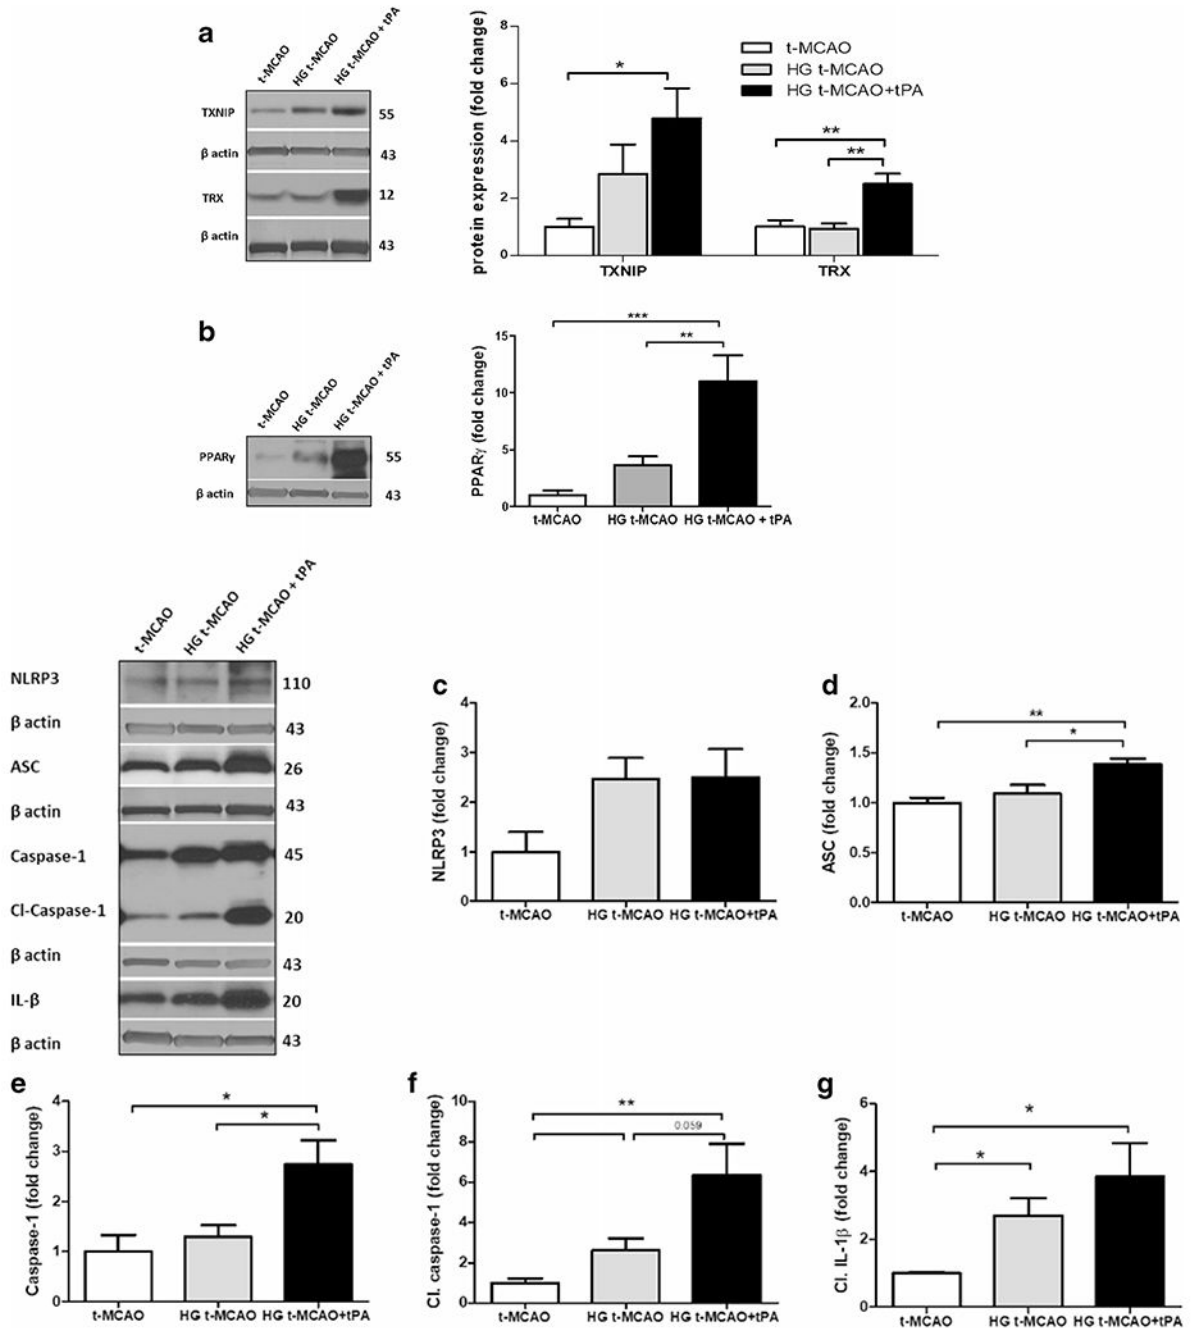 a
t-MCAO
HG t-MCAO
HG t-MCAO + tPA
TXNIP
55
β actin
43
TRX
12
β actin
43
protein expression (fold change)
8
6
4
2
0
*
**
**
t-MCAO
HG t-MCAO
HG t-MCAO+tPA
TXNIP
TRX
b
t-MCAO
HG t-MCAO
HG t-MCAO + tPA
PPARγ
55
β actin
43
PPARγ (fold change)
15
10
5
0
***
**
t-MCAO
HG t-MCAO
HG t-MCAO + tPA
t-MCAO
HG t-MCAO
HG t-MCAO + tPA
NLRP3
110
β actin
43
ASC
26
β actin
43
Caspase-1
45
Cl-Caspase-1
20
β actin
43
IL-β
20
β actin
43
c
NLRP3 (fold change)
4
3
2
1
0
t-MCAO
HG t-MCAO
HG t-MCAO+tPA
d
ASC (fold change)
2.0
1.5
1.0
0.5
0.0
**
*
t-MCAO
HG t-MCAO
HG t-MCAO+tPA
e
Caspase-1 (fold change)
4
3
2
1
0
*
*
t-MCAO
HG t-MCAO
HG t-MCAO+tPA
f
Cl. caspase-1 (fold change)
10
8
6
4
2
0
**
0.059
t-MCAO
HG t-MCAO
HG t-MCAO+tPA
g
Cl. IL-1β (fold change)
6
4
2
0
*
*
t-MCAO
HG t-MCAO
HG t-MCAO+tPA